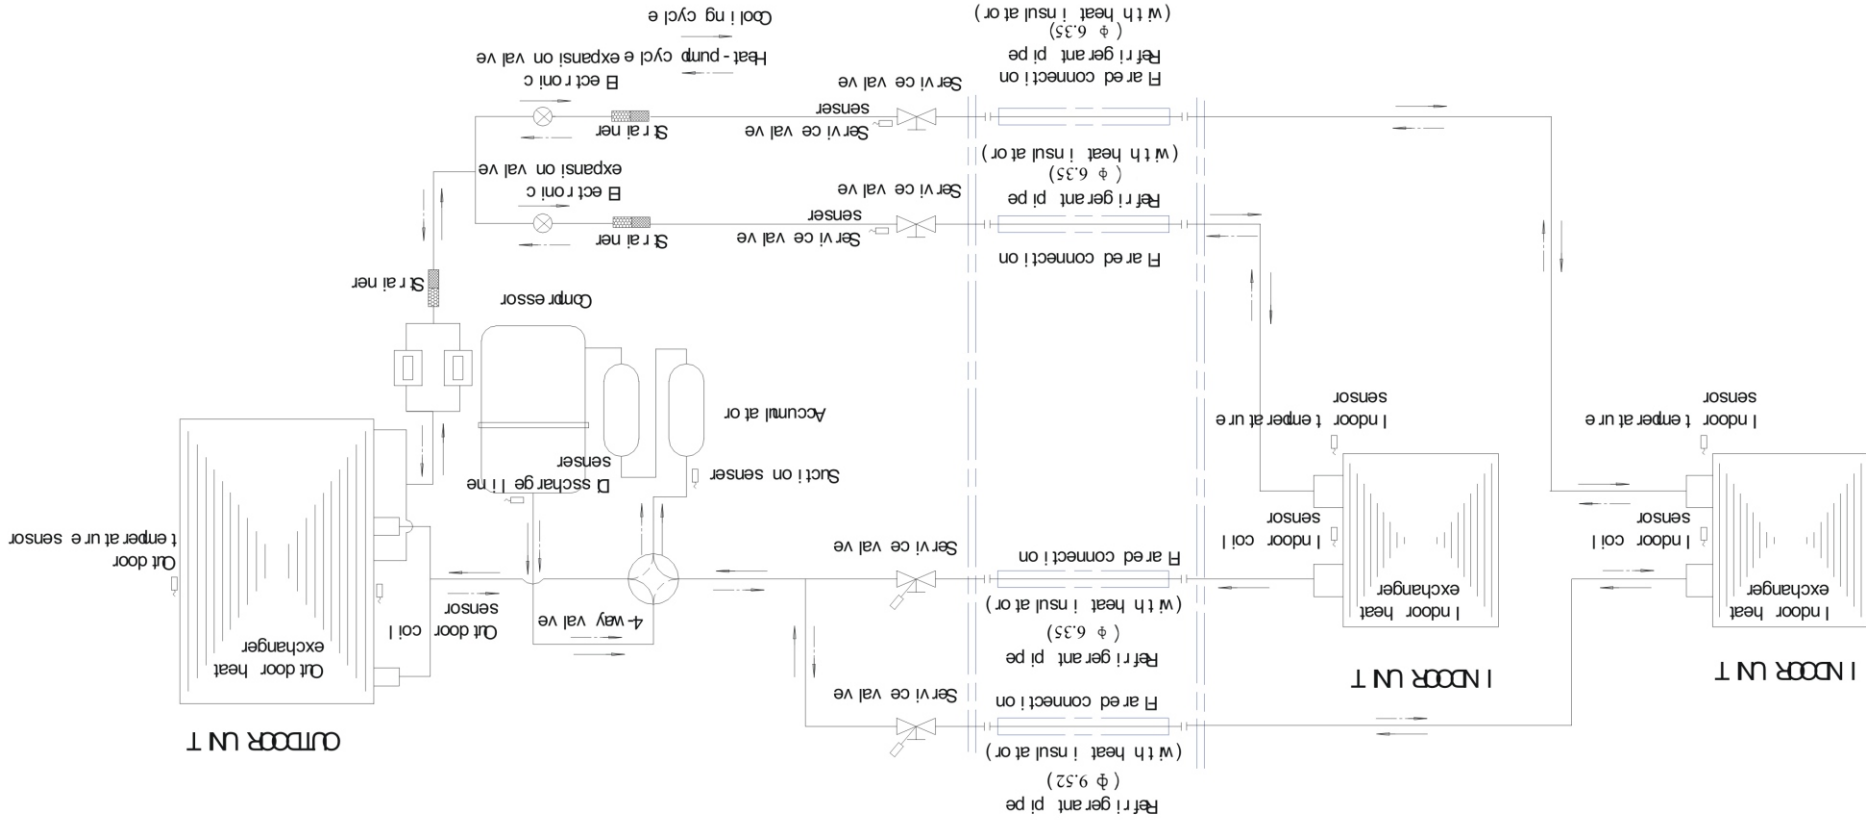 Refrigerant pipe
(ϕ 9.52)
(with heat insulator)
Flared connection
Service valve
OUTDOOR UNIT
INDOOR UNIT
INDOOR UNIT
Refrigerant pipe
(ϕ 6.35)
(with heat insulator)
Flared connection
Service valve
4-way valve
Outdoor heat
exchanger
Outdoor coil
sensor
Outdoor
temperature sensor
Indoor heat
exchanger
Indoor heat
exchanger
Indoor coil
sensor
Indoor coil
sensor
Indoor temperature
sensor
Indoor temperature
sensor
Suction senser
Disscharge line
senser
Accumulator
Compressor
Strainer
Flared connection
Refrigerant pipe
(ϕ 6.35)
(with heat insulator)
Service valve
senser
Service valve
Strainer
Electronic
expansion valve
Flared connection
Refrigerant pipe
(ϕ 6.35)
(with heat insulator)
Service valve
senser
Service valve
Strainer
Electronic
expansion valve
Heat-pump cycle
Cooling cycle